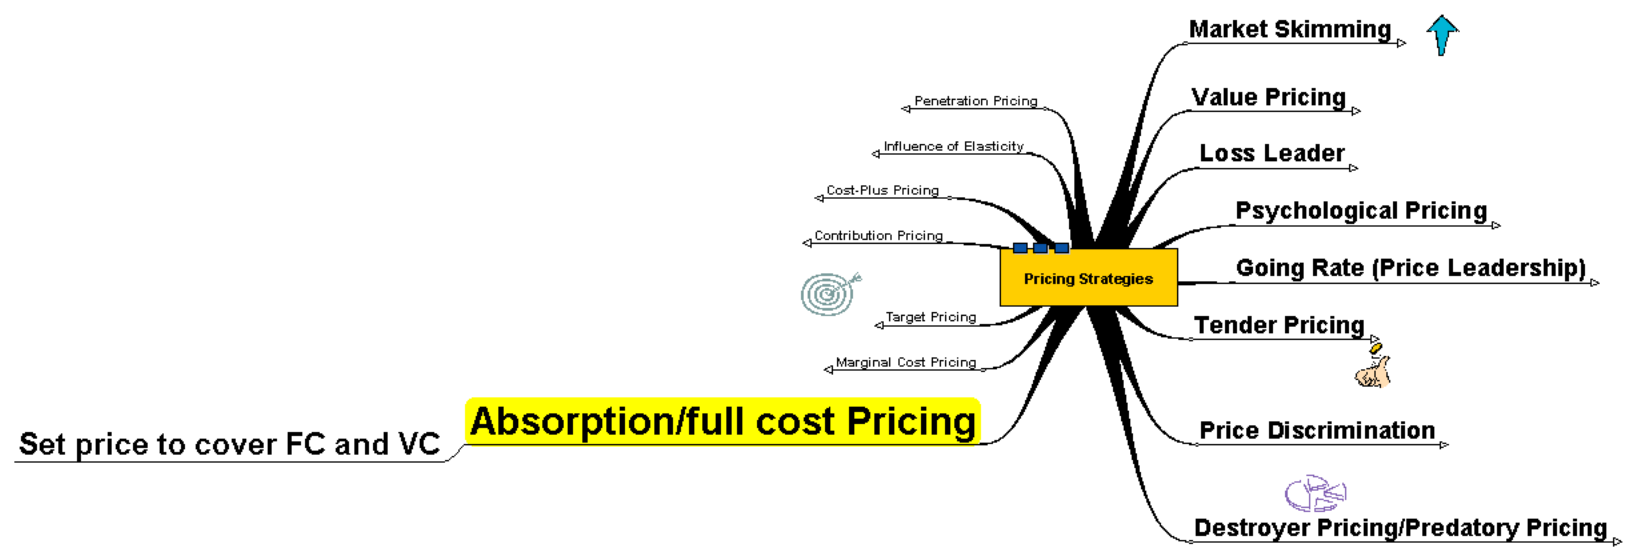 Market Skimming
Value Pricing
Loss Leader
Psychological Pricing
Going Rate (Price Leadership)
Tender Pricing
Price Discrimination
Destroyer Pricing/Predatory Pricing
Pricing Strategies
Penetration Pricing
Influence of Elasticity
Cost-Plus Pricing
Contribution Pricing
Target Pricing
Marginal Cost Pricing
Absorption/full cost Pricing
Set price to cover FC and VC